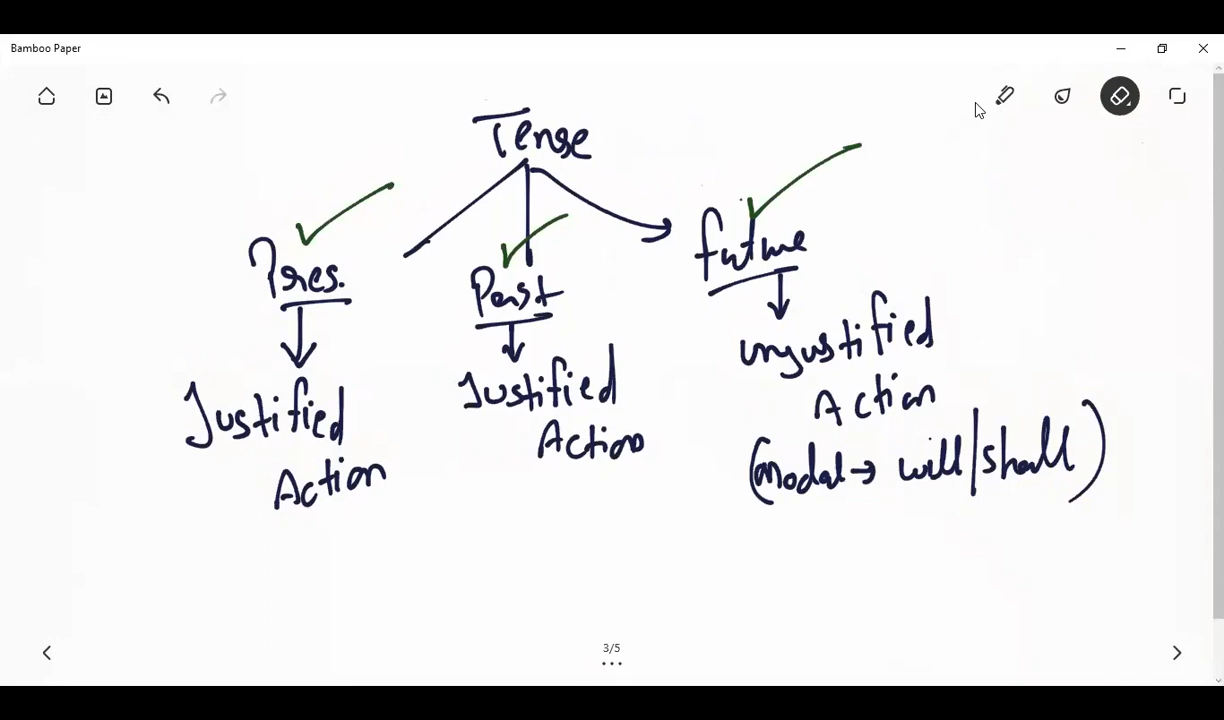 Bamboo Paper
Tense
Pres.
Past
future
Justified
Action
Justified
Action
unjustified
Action
(modal → will/shall)
3/5